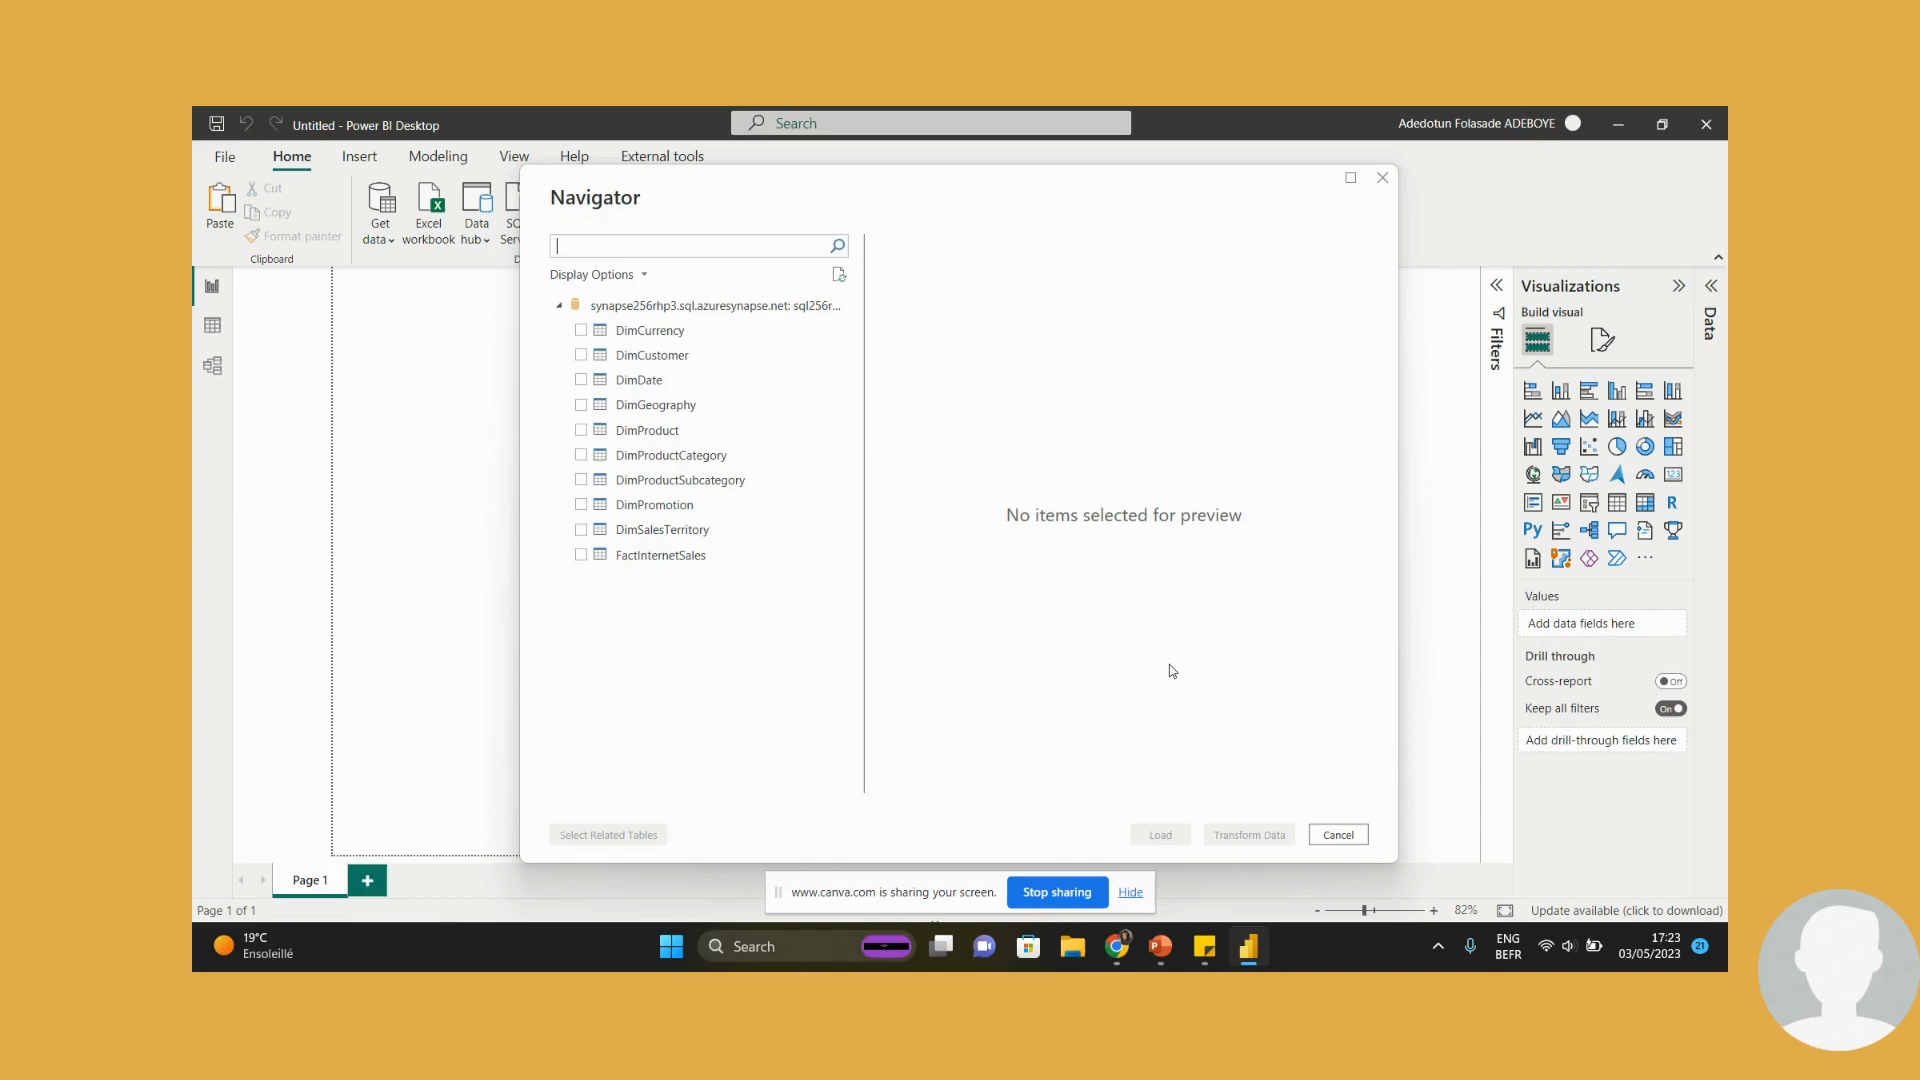 Untitled - Power BI Desktop
Search
Adedotun Folasade ADEBOYE
File
Home
Insert
Modeling
View
Help
External tools
Paste
Cut
Copy
Format painter
Clipboard
Get
data
Excel
workbook
Data
hub
Navigator
Display Options
synapse256rhp3.sql.azuresynapse.net: sql256r...
DimCurrency
DimCustomer
DimDate
DimGeography
DimProduct
DimProductCategory
DimProductSubcategory
DimPromotion
DimSalesTerritory
FactInternetSales
No items selected for preview
Select Related Tables
Load
Transform Data
Cancel
Filters
Visualizations
Build visual
Data
123
R
Py
Values
Add data fields here
Drill through
Cross-report
Off
Keep all filters
On
Add drill-through fields here
Page 1
www.canva.com is sharing your screen.
Stop sharing
Hide
Page 1 of 1
- + 82%
Update available (click to download)
19°C
Ensoleillé
Search
ENG
BEFR
17:23
03/05/2023
21